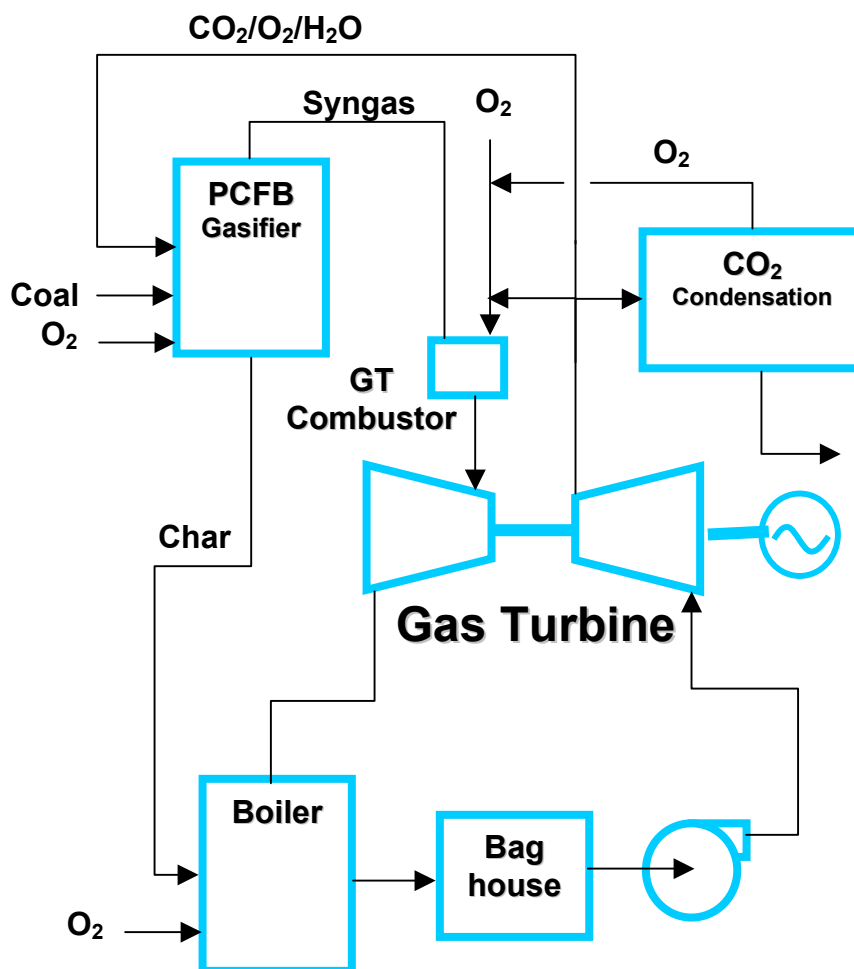 CO₂/O₂/H₂O
Syngas
O₂
O₂
PCFB
Gasifier
CO₂
Condensation
Coal
O₂
GT
Combustor
Char
Gas Turbine
Boiler
Bag
house
O₂